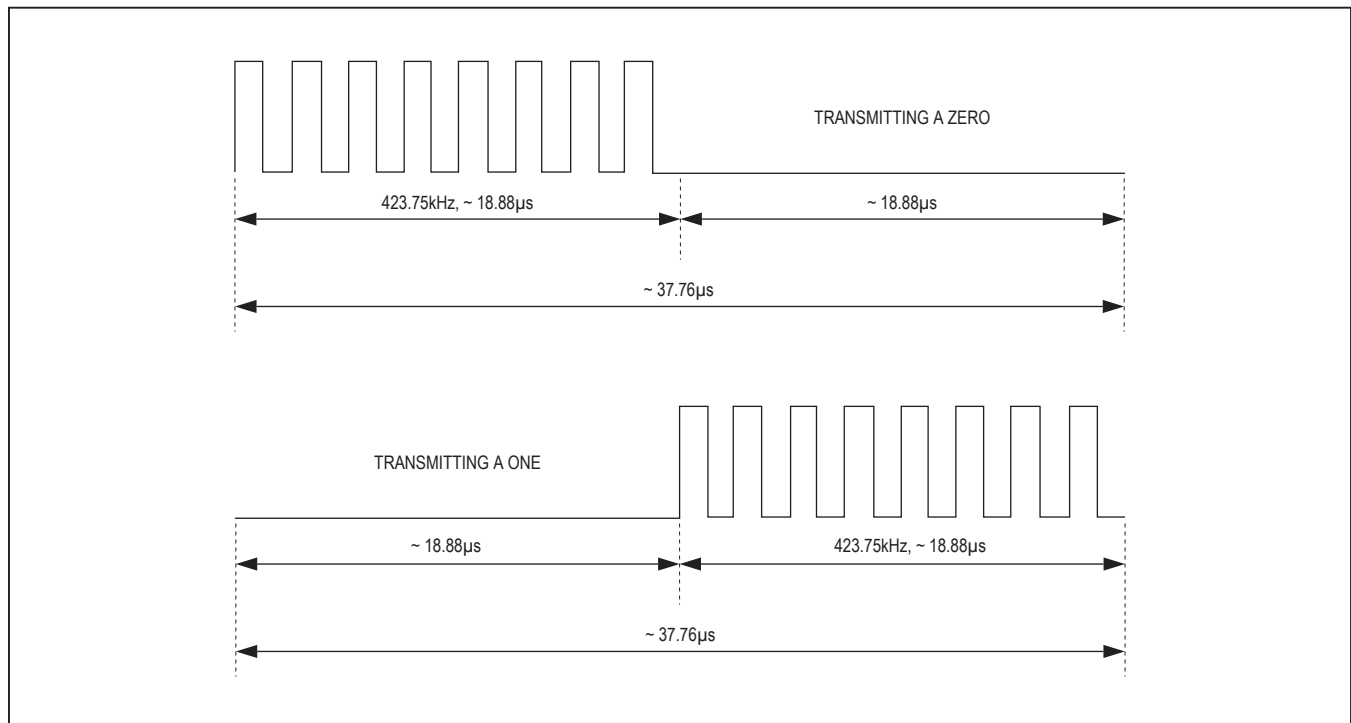 TRANSMITTING A ZERO
423.75kHz, ~ 18.88µs
~ 18.88µs
~ 37.76µs
TRANSMITTING A ONE
~ 18.88µs
423.75kHz, ~ 18.88µs
~ 37.76µs